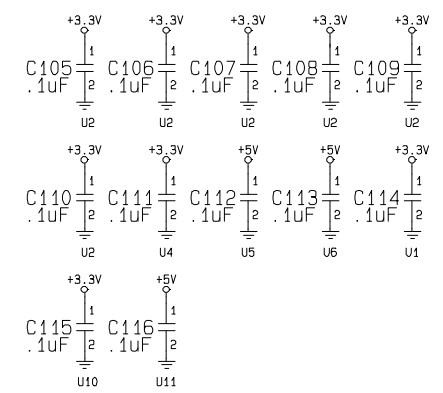 +3.3V +3.3V +3.3V +3.3V +3.3V
1 1 1 1 1
C105 C106 C107 C108 C109
.1uF .1uF .1uF .1uF .1uF
2 2 2 2 2
U2 U2 U2 U2 U2
+3.3V +3.3V +5V +5V +3.3V
1 1 1 1 1
C110 C111 C112 C113 C114
.1uF .1uF .1uF .1uF .1uF
2 2 2 2 2
U2 U4 U5 U6 U1
+3.3V +5V
1 1
C115 C116
.1uF .1uF
2 2
U10 U11